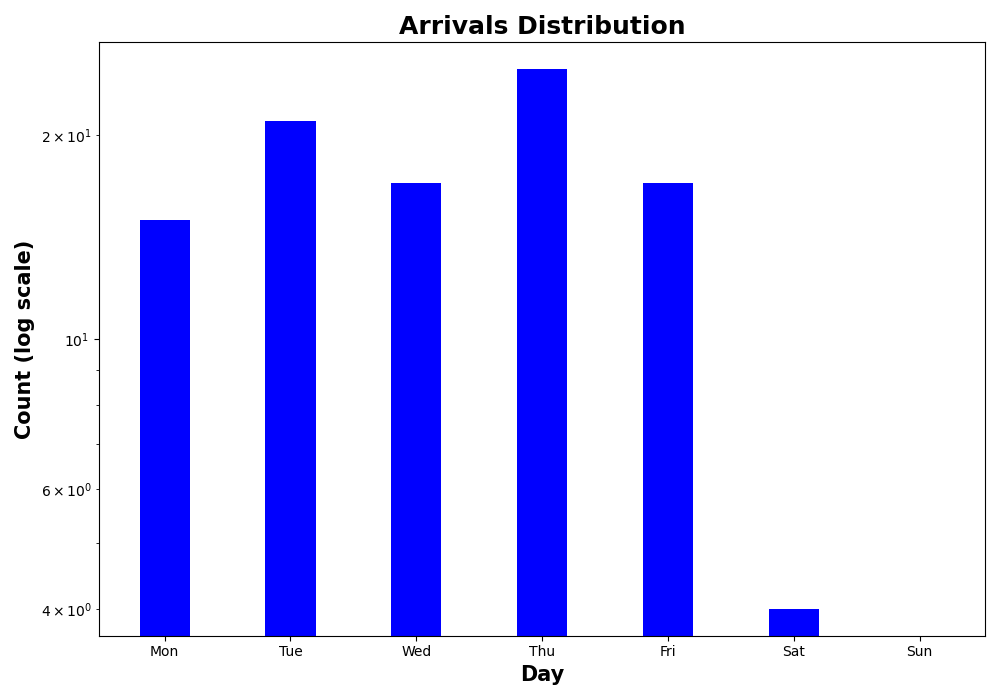 Arrivals Distribution
Count (log scale)
2 × 10¹
10¹
6 × 10⁰
4 × 10⁰
Mon Tue Wed Thu Fri Sat Sun
Day